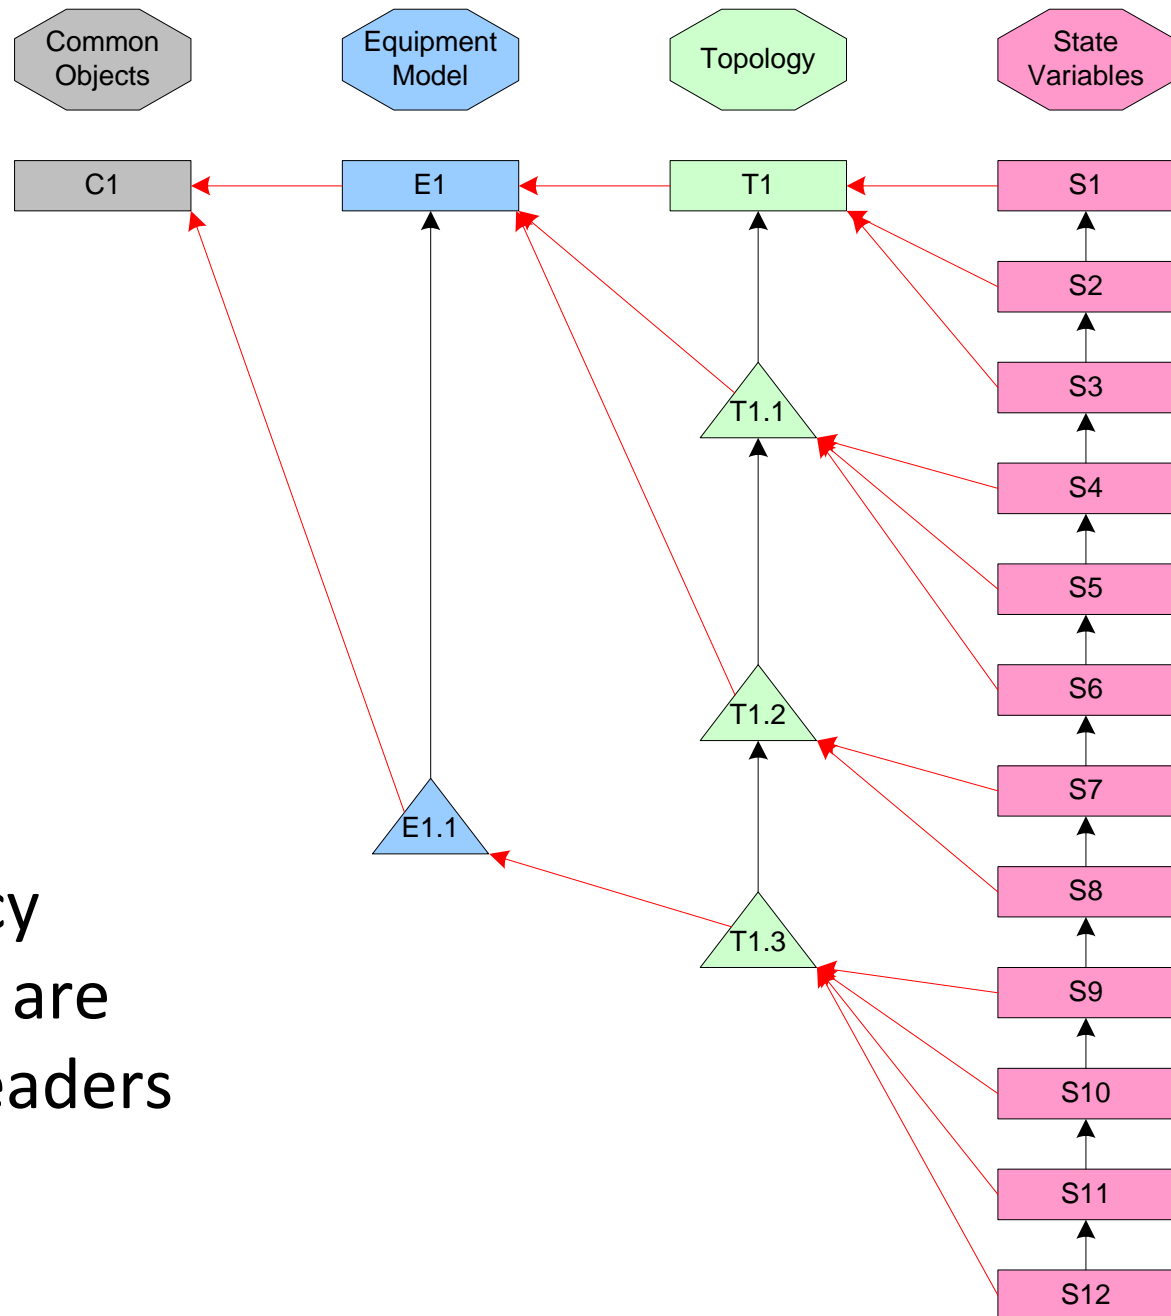 Common
Objects
Equipment
Model
Topology
State
Variables
C1
E1
T1
S1
S2
S3
T1.1
S4
S5
S6
T1.2
S7
E1.1
S8
T1.3
S9
are
eaders
S10
S11
S12